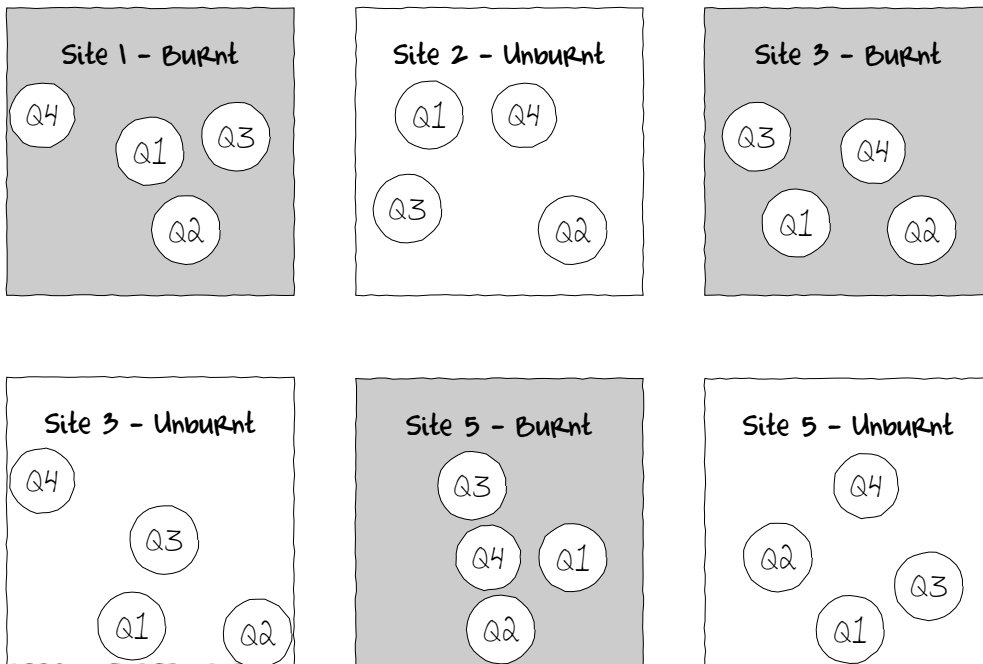 Site 1 - Burnt
Q4
Q1
Q3
Q2
Site 2 - Unburnt
Q1
Q4
Q3
Q2
Site 3 - Burnt
Q3
Q4
Q1
Q2
Site 3 - Unburnt
Q4
Q3
Q1
Q2
Site 5 - Burnt
Q3
Q4
Q1
Q2
Site 5 - Unburnt
Q4
Q2
Q3
Q1